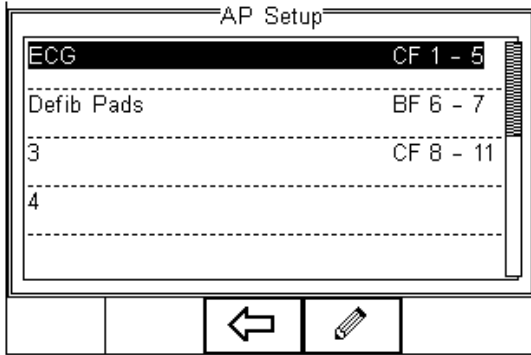 AP Setup
ECG CF 1 - 5
Defib Pads BF 6 - 7
3 CF 8 - 11
4